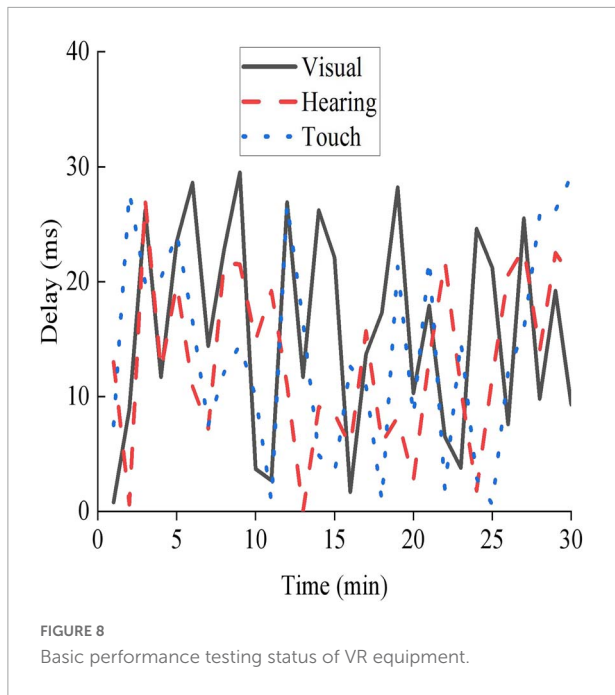 40
30
20
10
0
Delay (ms)
Visual
Hearing
Touch
0 5 10 15 20 25 30
Time (min)
FIGURE 8
Basic performance testing status of VR equipment.